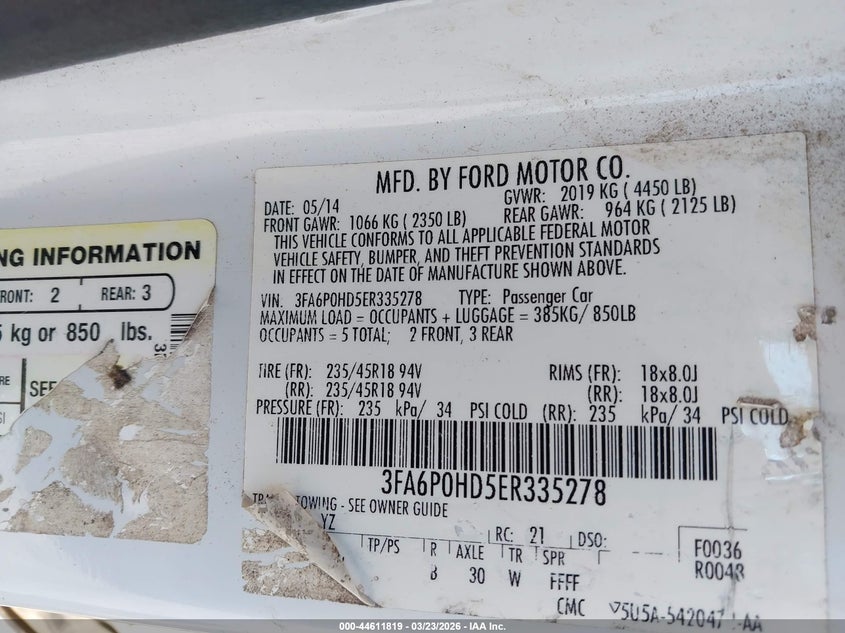 MFD. BY FORD MOTOR CO.
DATE: 05/14
GVWR: 2019 KG ( 4450 LB)
FRONT GAWR: 1066 KG ( 2350 LB)
REAR GAWR: 964 KG ( 2125 LB)
THIS VEHICLE CONFORMS TO ALL APPLICABLE FEDERAL MOTOR
VEHICLE SAFETY, BUMPER, AND THEFT PREVENTION STANDARDS
IN EFFECT ON THE DATE OF MANUFACTURE SHOWN ABOVE.
VIN: 3FA6P0HD5ER335278 TYPE: Passenger Car
MAXIMUM LOAD = OCCUPANTS + LUGGAGE = 385KG/ 850LB
OCCUPANTS = 5 TOTAL; 2 FRONT, 3 REAR
TIRE (FR): 235/45R18 94V RIMS (FR): 18x8.0J
(RR): 235/45R18 94V (RR): 18x8.0J
PRESSURE (FR): 235 kPa/ 34 PSI COLD (RR): 235 kPa/ 34 PSI COLD
3FA6P0HD5ER335278
TOWING - SEE OWNER GUIDE
YZ
RC: 21 DSO:
TP/PS R AXLE TR SPR
B 30 W FFFF
F0036
R0048
CMC
NG INFORMATION
FRONT: 2 REAR: 3
5 kg or 850 lbs.
SEE
000-44611819 - 03/23/2026 - IAA Inc.